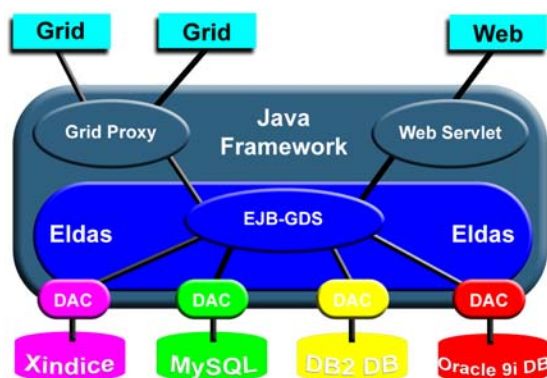 Grid
Grid
Web
Java
Framework
Grid Proxy
Web Servlet
EJB-GDS
Eldas
Eldas
DAC
DAC
DAC
DAC
Xindice
MySQL
DB2 DB
Oracle 9i DB